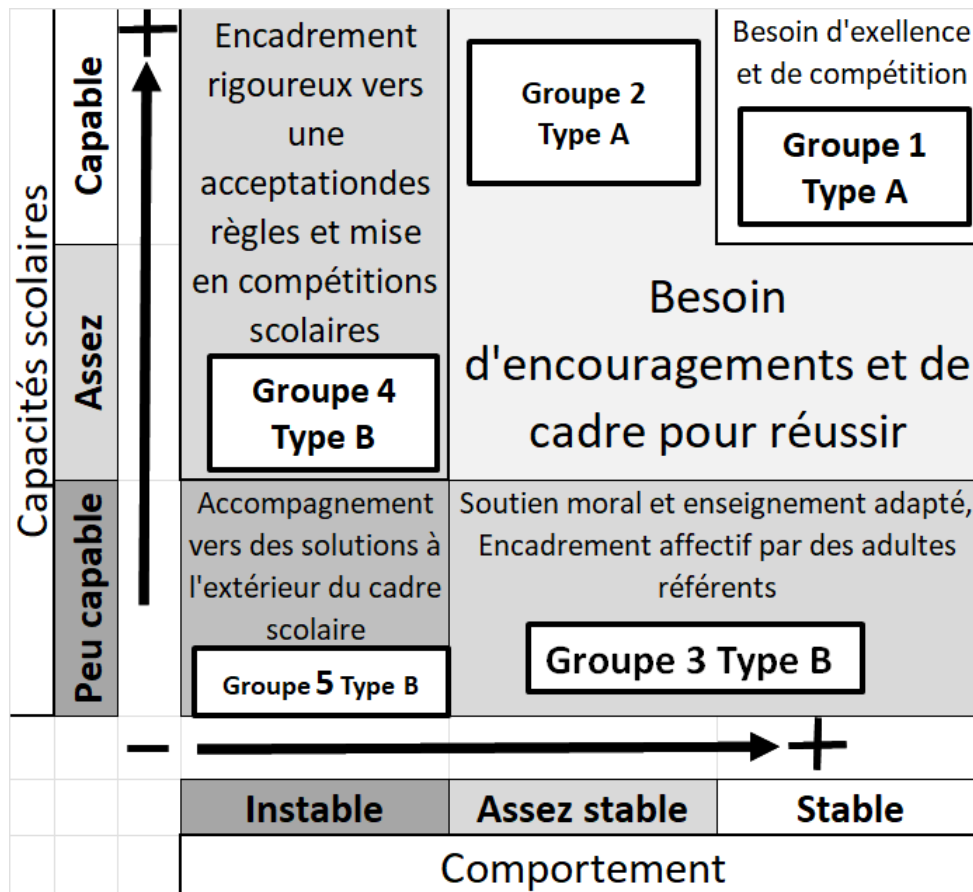 Capacités scolaires
Capable
Assez
Peu capable
+
Encadrement
rigoureux vers
une
acceptationdes
règles et mise
en compétitions
scolaires
Groupe 4
Type B
Groupe 2
Type A
Besoin d'exellence
et de compétition
Groupe 1
Type A
Besoin
d'encouragements et de
cadre pour réussir
Accompagnement
vers des solutions à
l'extérieur du cadre
scolaire
Groupe 5 Type B
Soutien moral et enseignement adapté,
Encadrement affectif par des adultes
référents
Groupe 3 Type B
− +
Instable
Assez stable
Stable
Comportement